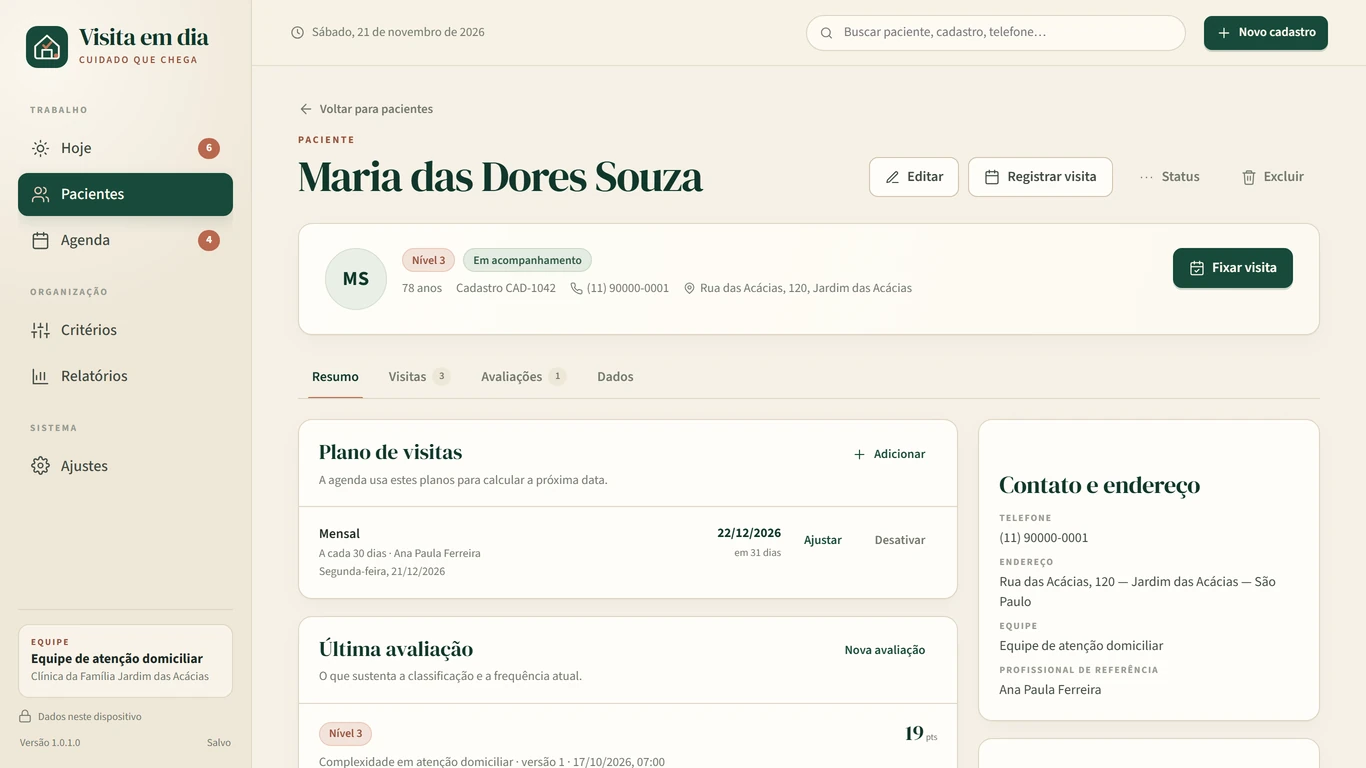 Visita em dia
CUIDADO QUE CHEGA
TRABALHO
Hoje 6
Pacientes
Agenda 4
ORGANIZAÇÃO
Critérios
Relatórios
SISTEMA
Ajustes
EQUIPE
Equipe de atenção domiciliar
Clínica da Família Jardim das Acácias
Dados neste dispositivo
Versão 1.0.1.0 Salvo
Sábado, 21 de novembro de 2026
Buscar paciente, cadastro, telefone…
Novo cadastro
Voltar para pacientes
PACIENTE
Maria das Dores Souza
Editar
Registrar visita
··· Status
Excluir
MS
Nível 3 Em acompanhamento
78 anos Cadastro CAD-1042 (11) 90000-0001 Rua das Acácias, 120, Jardim das Acácias
Fixar visita
Resumo Visitas 3 Avaliações 1 Dados
Plano de visitas
Adicionar
A agenda usa estes planos para calcular a próxima data.
Mensal
A cada 30 dias · Ana Paula Ferreira
Segunda-feira, 21/12/2026
22/12/2026
em 31 dias
Ajustar
Desativar
Última avaliação
Nova avaliação
O que sustenta a classificação e a frequência atual.
Nível 3
19 pts
Complexidade em atenção domiciliar · versão 1 · 17/10/2026, 07:00
Contato e endereço
TELEFONE
(11) 90000-0001
ENDEREÇO
Rua das Acácias, 120 — Jardim das Acácias — São
Paulo
EQUIPE
Equipe de atenção domiciliar
PROFISSIONAL DE REFERÊNCIA
Ana Paula Ferreira